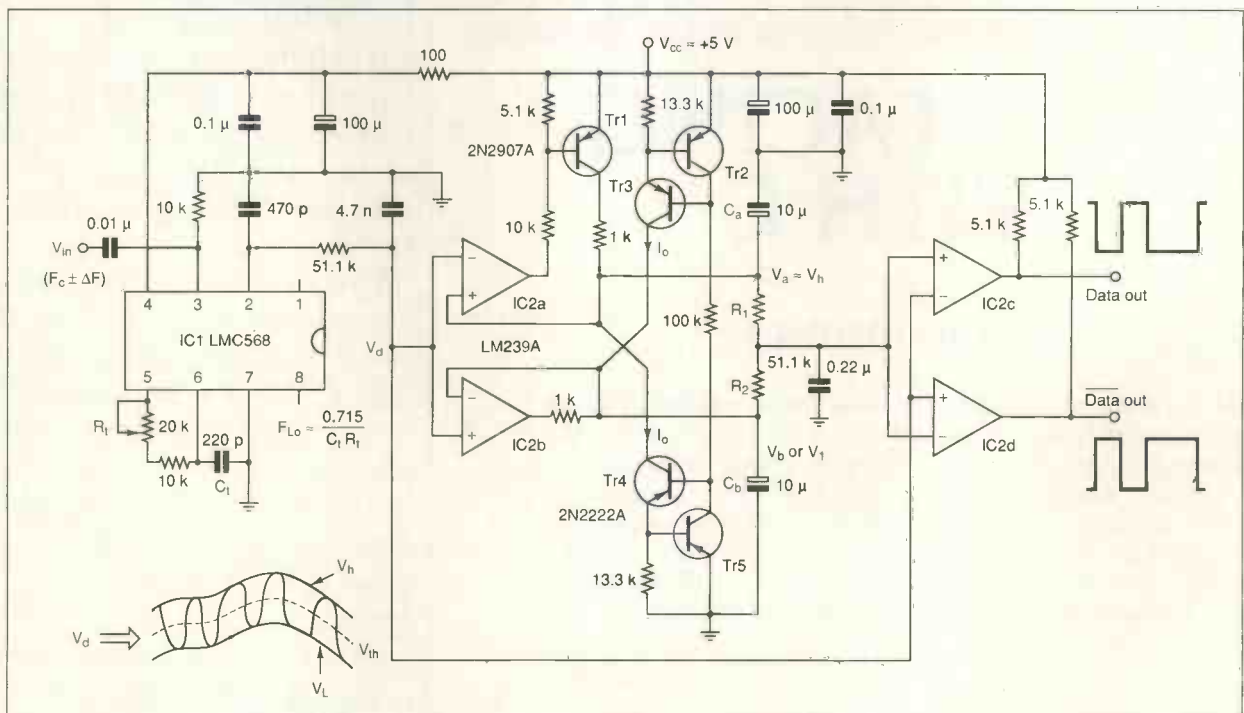 V_cc = +5 V
100
5.1 k
Tr1
13.3 k
0.1 µ
100 µ
100 µ
0.1 µ
2N2907A
Tr3
Tr2
10 k
470 p
4.7 n
C_a
10 µ
5.1 k
5.1 k
0.01 µ
V_in
(F_c ± ΔF)
51.1 k
10 k
1 k
I_o
IC2a
V_a ≈ V_h
IC2c
Data out
4 3 2 1
IC1 LMC568
5 6 7 8
V_d
LM239A
100 k
R_1
51.1 k
0.22 µ
R_2
IC2b
1 k
IC2d
Data out
R_t
20 k
F_Lo ≈ 0.715
C_t R_t
220 p
10 k
C_t
I_o
Tr4
V_b or V_1
C_b
10 µ
2N2222A
Tr5
13.3 k
V_h
V_d
V_th
V_L